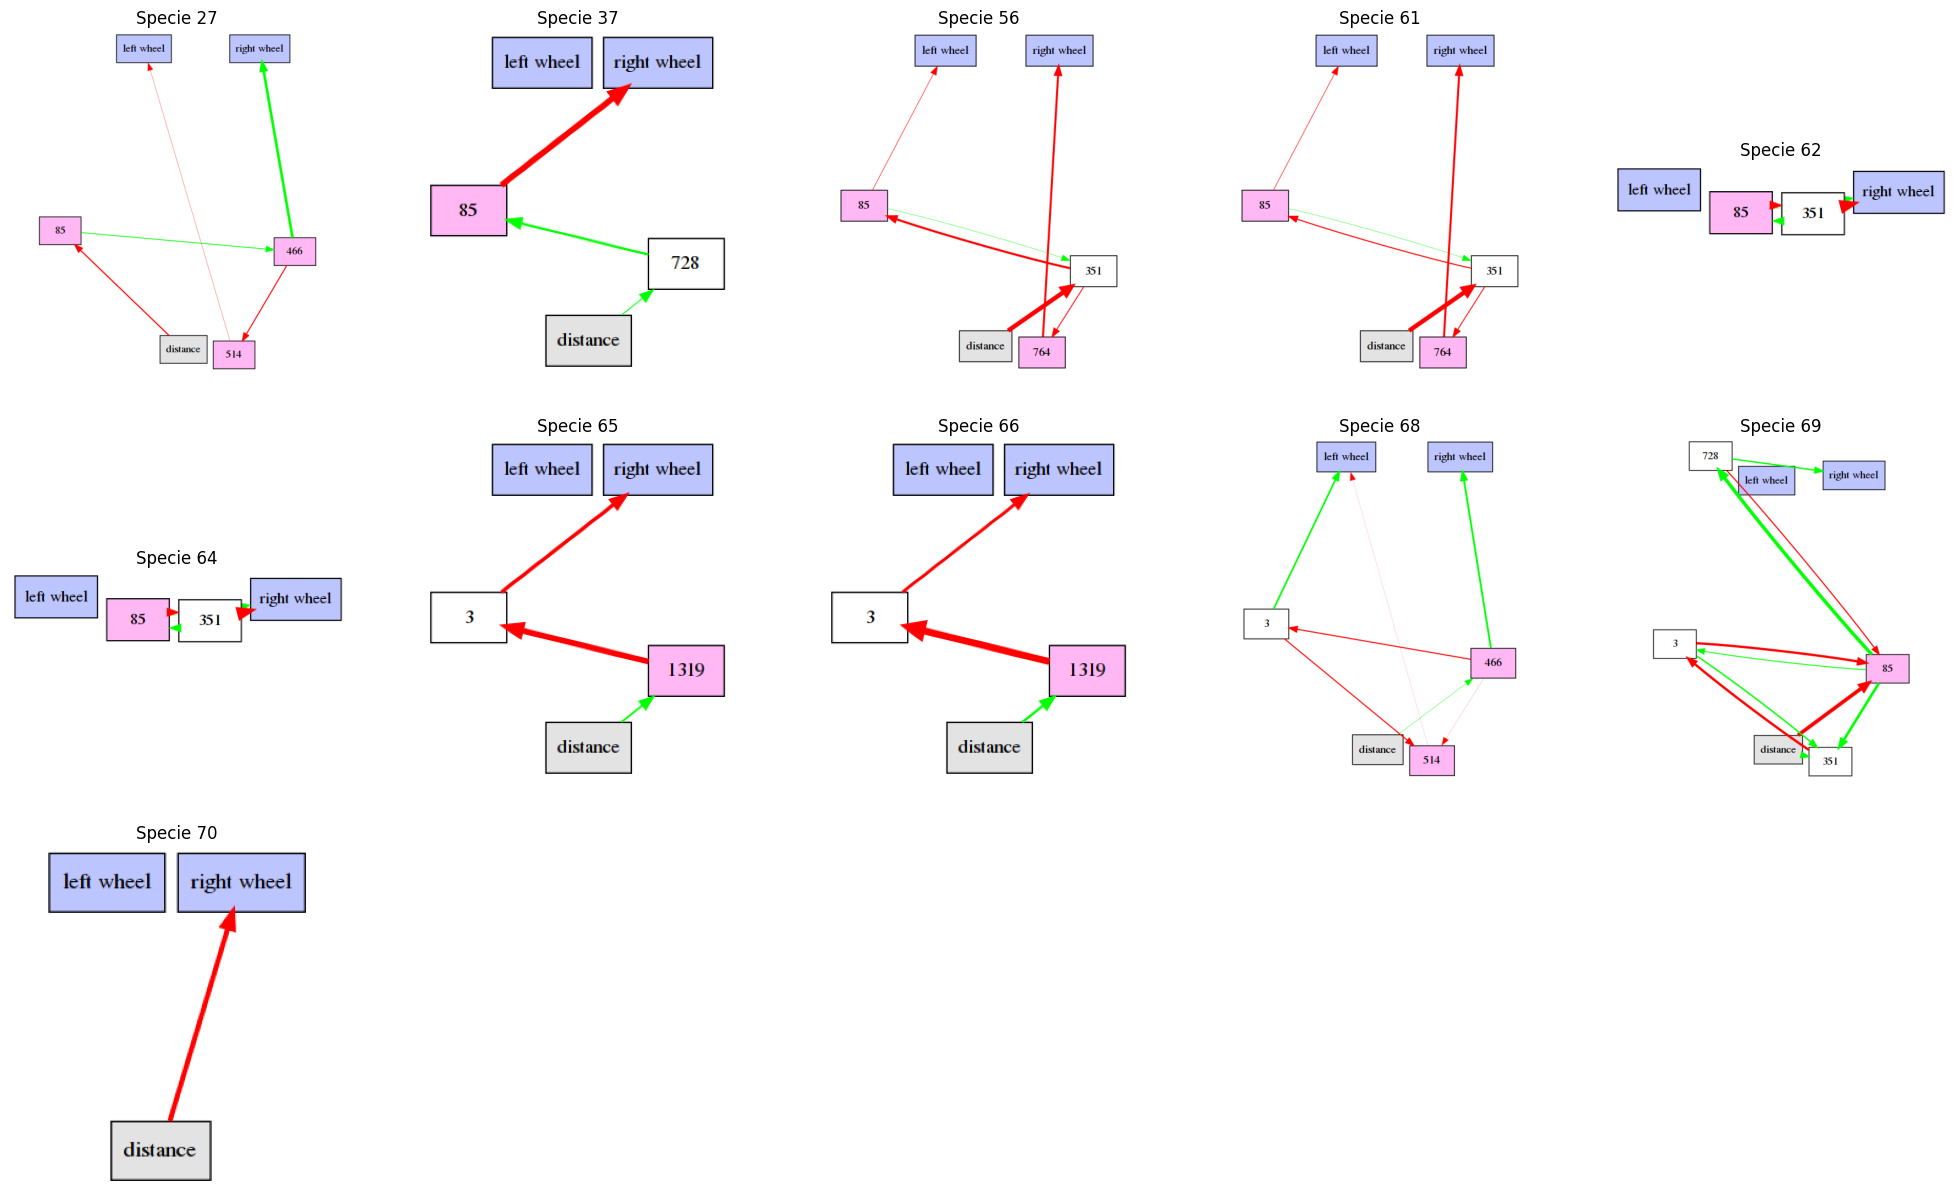 Specie 27
left wheel
right wheel
85
466
distance
514
Specie 37
left wheel
right wheel
85
728
distance
Specie 56
left wheel
right wheel
85
351
distance
764
Specie 61
left wheel
right wheel
85
351
distance
764
Specie 62
left wheel
85
351
right wheel
Specie 64
left wheel
85
351
right wheel
Specie 65
left wheel
right wheel
3
1319
distance
Specie 66
left wheel
right wheel
3
1319
distance
Specie 68
left wheel
right wheel
3
466
distance
514
Specie 69
728
left wheel
right wheel
3
85
distance
351
Specie 70
left wheel
right wheel
distance